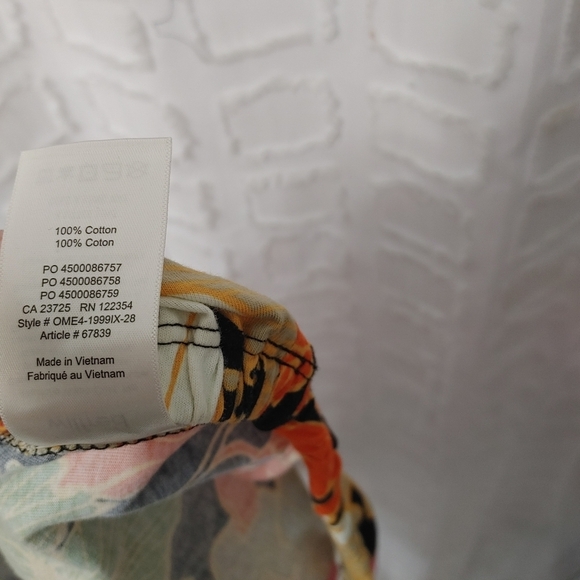 100% Cotton
100% Coton
PO 4500086757
PO 4500086758
PO 4500086759
CA 23725 RN 122354
Style # OME4-1999IX-28
Article # 67839
Made in Vietnam
Fabriqué au Vietnam